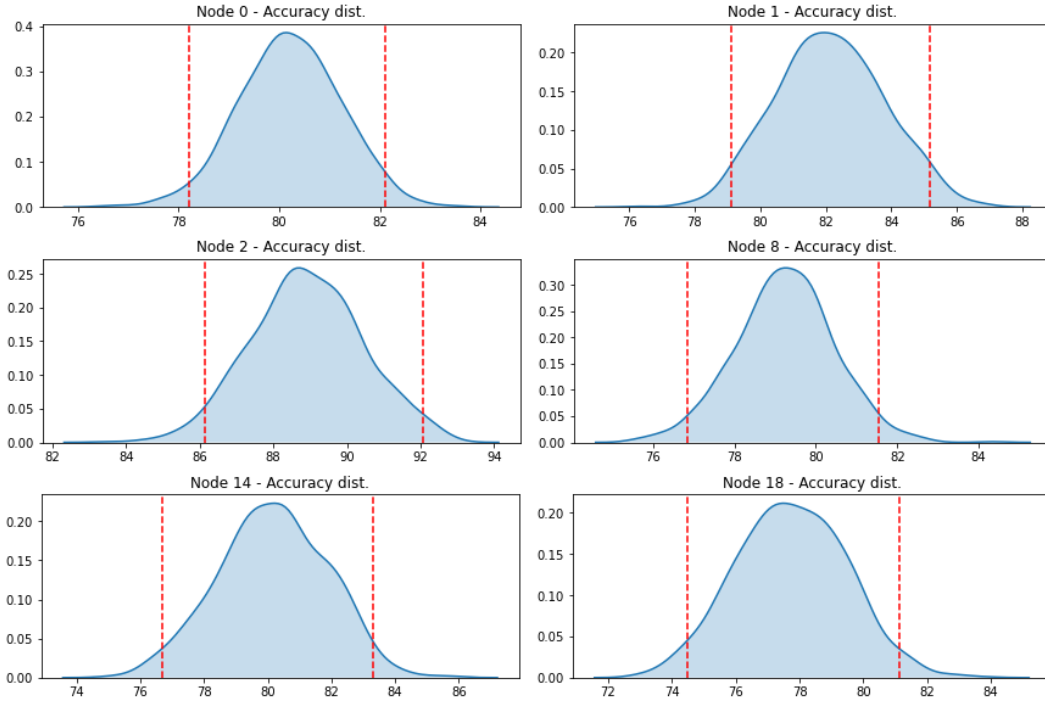 Node 0 - Accuracy dist.
0.4
0.3
0.2
0.1
0.0
76 78 80 82 84
Node 1 - Accuracy dist.
0.20
0.15
0.10
0.05
0.00
76 78 80 82 84 86 88
Node 2 - Accuracy dist.
0.25
0.20
0.15
0.10
0.05
0.00
82 84 86 88 90 92 94
Node 8 - Accuracy dist.
0.30
0.25
0.20
0.15
0.10
0.05
0.00
76 78 80 82 84
Node 14 - Accuracy dist.
0.20
0.15
0.10
0.05
0.00
74 76 78 80 82 84 86
Node 18 - Accuracy dist.
0.20
0.15
0.10
0.05
0.00
72 74 76 78 80 82 84